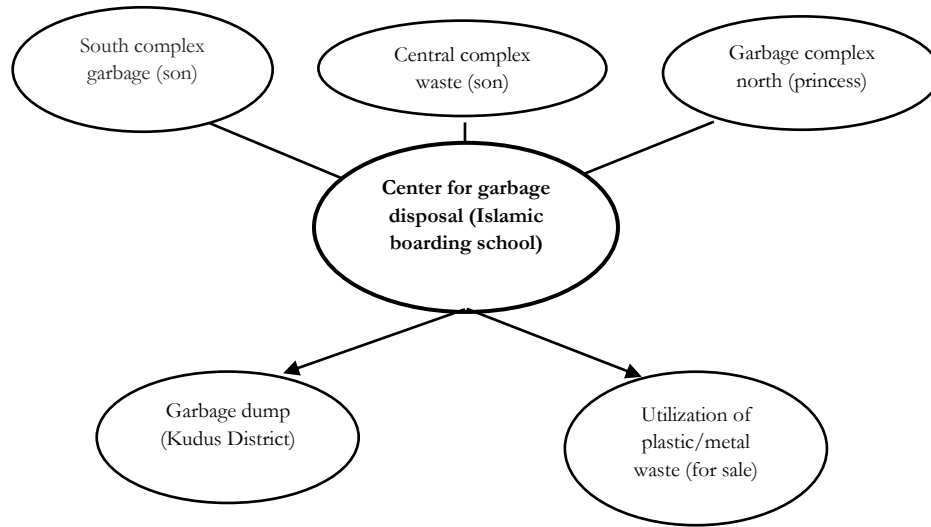 South complex
garbage (son)
Central complex
waste (son)
Garbage complex
north (princess)
Center for garbage
disposal (Islamic
boarding school)
Garbage dump
(Kudus District)
Utilization of
plastic/metal
waste (for sale)